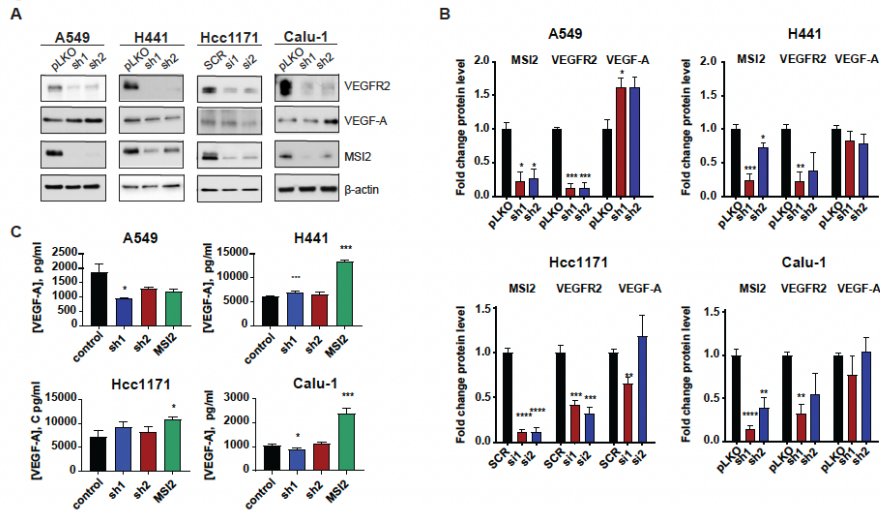 A
A549
H441
Hcc1171
Calu-1
pLKO sh1 sh2
pLKO sh1 sh2
SCR si1 si2
pLKO sh1 sh2
VEGFR2
VEGF-A
MSI2
β-actin
B
A549
MSI2 VEGFR2 VEGF-A
Fold change protein level
2.0
1.5
1.0
0.5
0.0
* * *** *** *
pLKO sh1 sh2 pLKO sh1 sh2 pLKO sh1 sh2
H441
MSI2 VEGFR2 VEGF-A
Fold change protein level
2.0
1.5
1.0
0.5
0.0
*** * **
pLKO sh1 sh2 pLKO sh1 sh2 pLKO sh1 sh2
Hcc1171
MSI2 VEGFR2 VEGF-A
Fold change protein level
1.5
1.0
0.5
0.0
**** **** *** *** **
SCR si1 si2 SCR si1 si2 SCR si1 si2
Calu-1
MSI2 VEGFR2 VEGF-A
Fold change protein level
1.5
1.0
0.5
0.0
**** ** **
pLKO sh1 sh2 pLKO sh1 sh2 pLKO sh1 sh2
C
A549
[VEGF-A], pg/ml
2500
2000
1500
1000
500
0
*
control sh1 sh2 MSI2
H441
[VEGF-A], pg/ml
15000
10000
5000
0
--- ***
control sh1 sh2 MSI2
Hcc1171
[VEGF-A], C pg/ml
20000
15000
10000
5000
0
*
control sh1 sh2 MSI2
Calu-1
[VEGF-A], pg/ml
3000
2000
1000
0
* ***
control sh1 sh2 MSI2